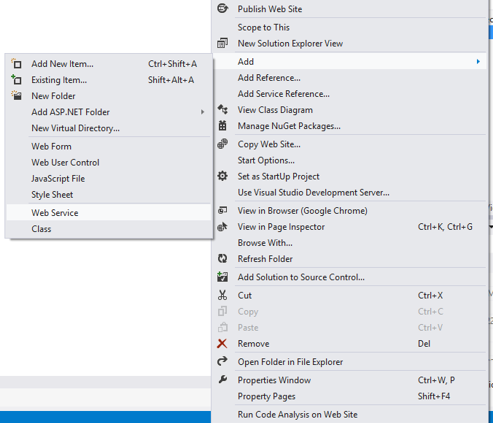 Publish Web Site
Scope to This
New Solution Explorer View
Add
Add New Item... Ctrl+Shift+A
Existing Item... Shift+Alt+A
New Folder
Add ASP.NET Folder
New Virtual Directory...
Web Form
Web User Control
JavaScript File
Style Sheet
Web Service
Class
Add Reference...
Add Service Reference...
View Class Diagram
Manage NuGet Packages...
Copy Web Site...
Start Options...
Set as StartUp Project
Use Visual Studio Development Server...
View in Browser (Google Chrome)
View in Page Inspector Ctrl+K, Ctrl+G
Browse With...
Refresh Folder
Add Solution to Source Control...
Cut Ctrl+X
Copy Ctrl+C
Paste Ctrl+V
Remove Del
Open Folder in File Explorer
Properties Window Ctrl+W, P
Property Pages Shift+F4
Run Code Analysis on Web Site